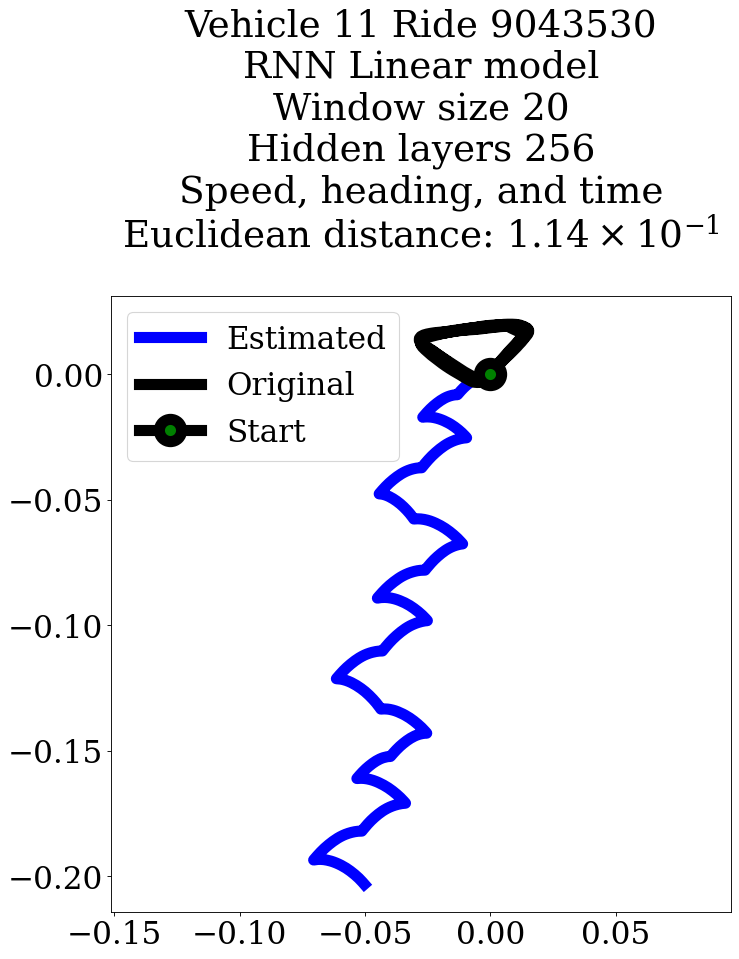 Vehicle 11 Ride 9043530
RNN Linear model
Window size 20
Hidden layers 256
Speed, heading, and time
Euclidean distance: 1.14 × 10⁻¹
Estimated
Original
Start
0.00
−0.05
−0.10
−0.15
−0.20
−0.15 −0.10 −0.05 0.00 0.05